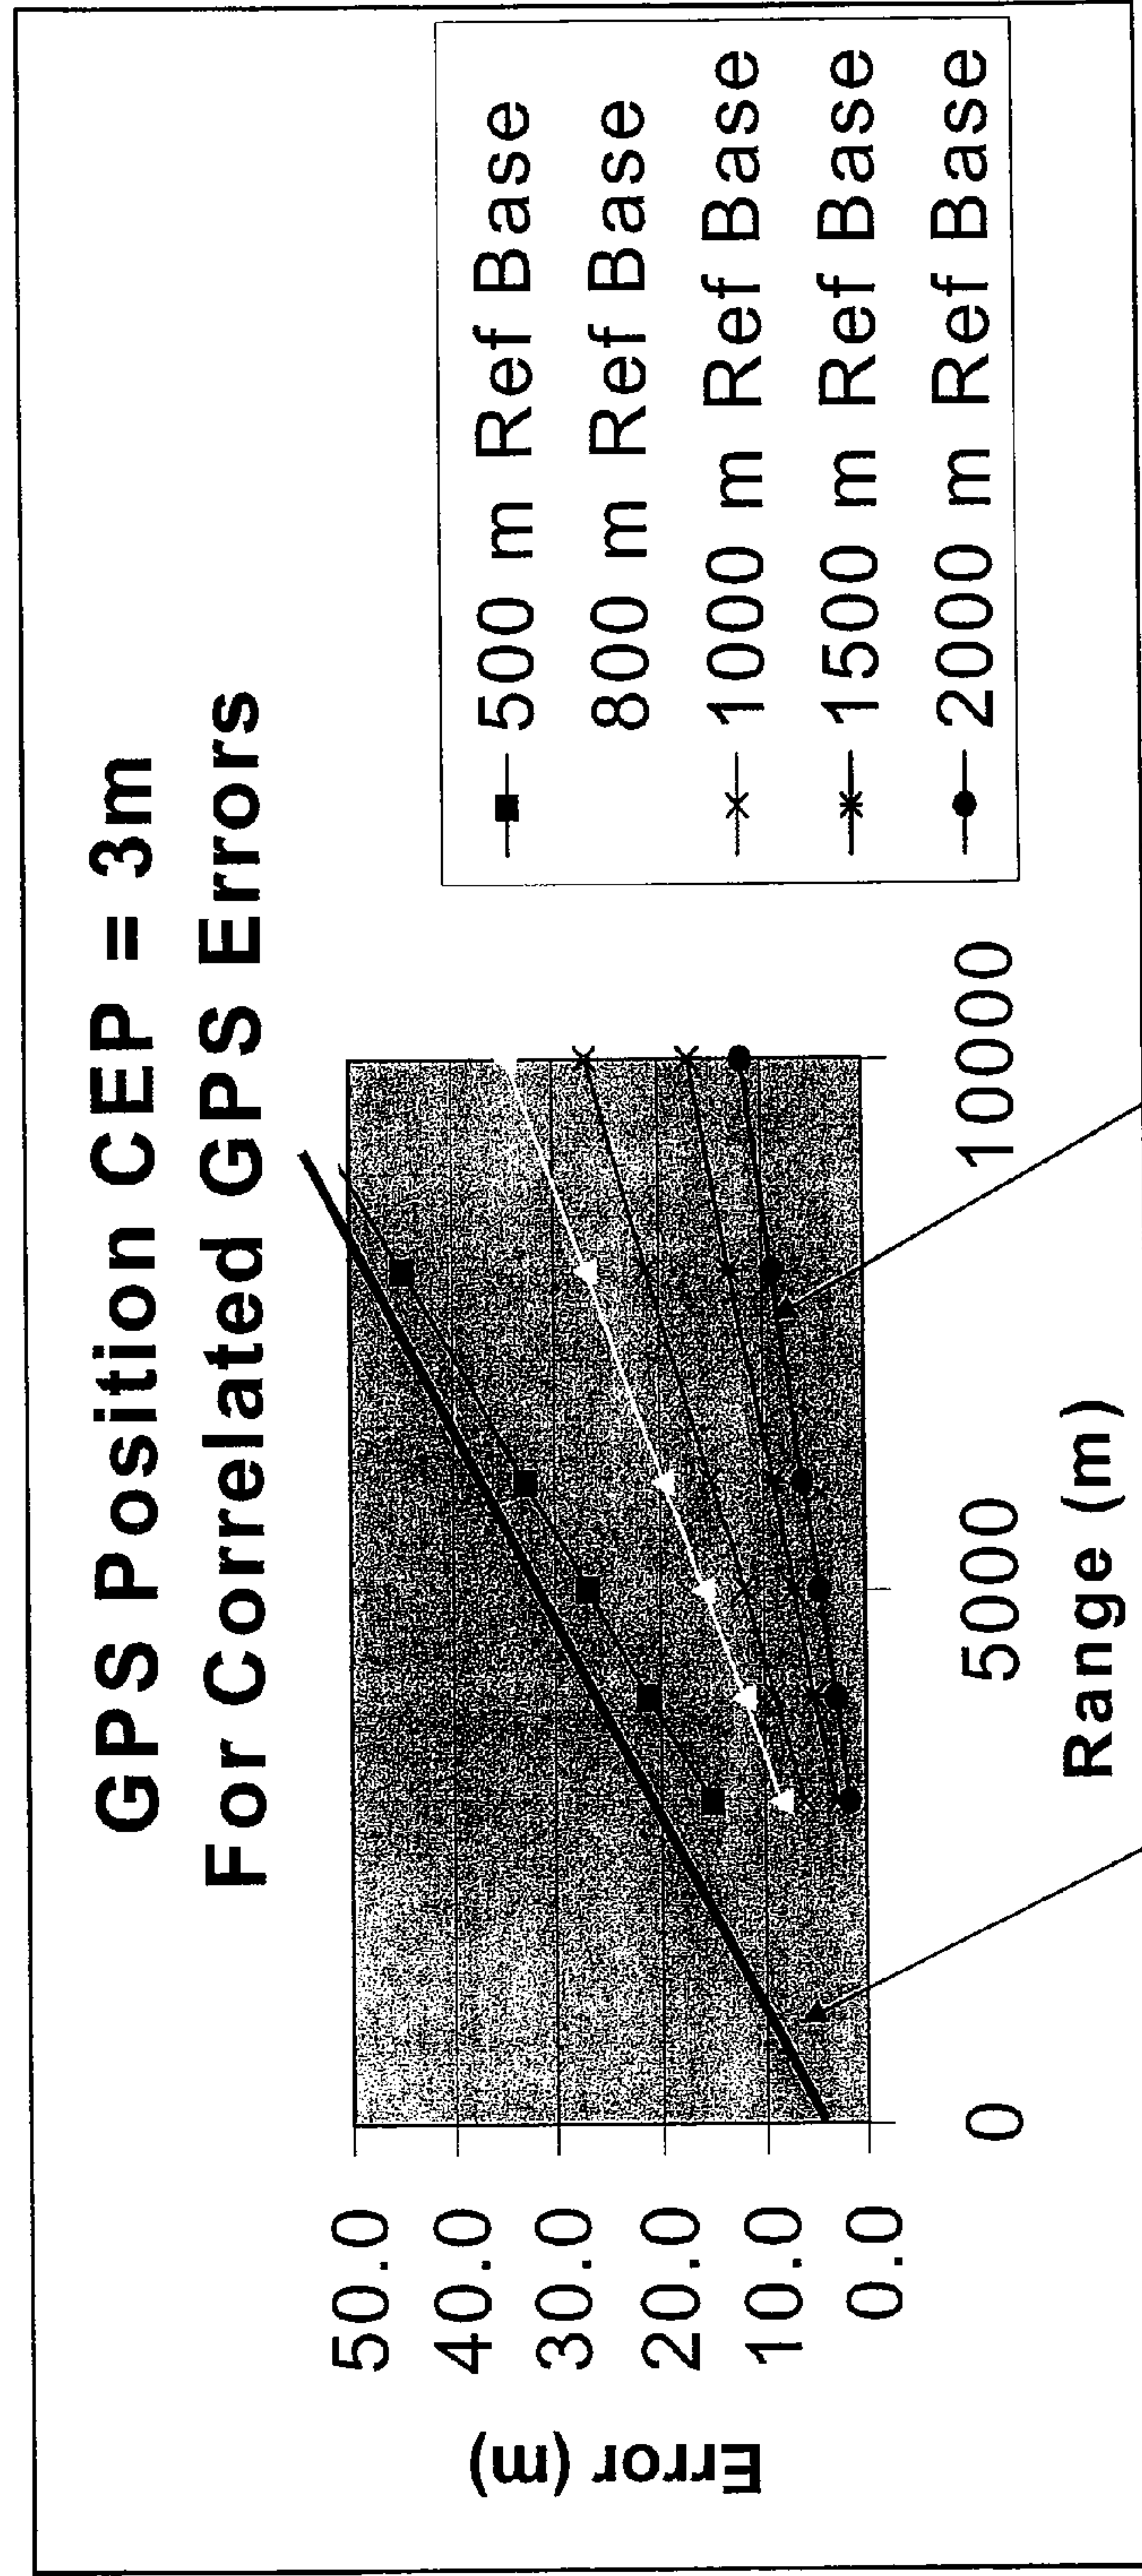 GPS Position CEP = 3m
For Correlated GPS Errors
Error (m)
50.0
40.0
30.0
20.0
10.0
0.0
0
5000
10000
Range (m)
500 m Ref Base
800 m Ref Base
1000 m Ref Base
1500 m Ref Base
2000 m Ref Base